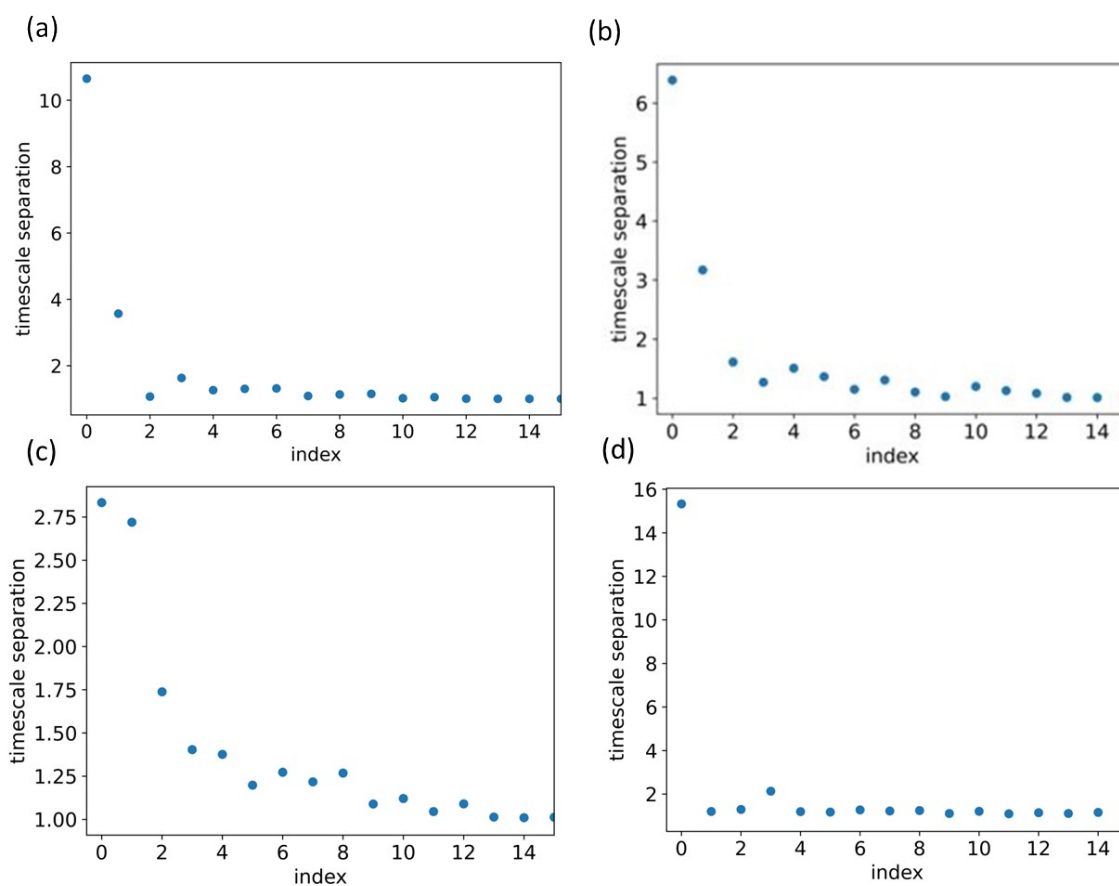 (a)
10
8
6
4
2
timescale separation
0 2 4 6 8 10 12 14
index
(b)
6
5
4
3
2
1
timescale separation
0 2 4 6 8 10 12 14
index
(c)
2.75
2.50
2.25
2.00
1.75
1.50
1.25
1.00
timescale separation
0 2 4 6 8 10 12 14
index
(d)
16
14
12
10
8
6
4
2
timescale separation
0 2 4 6 8 10 12 14
index